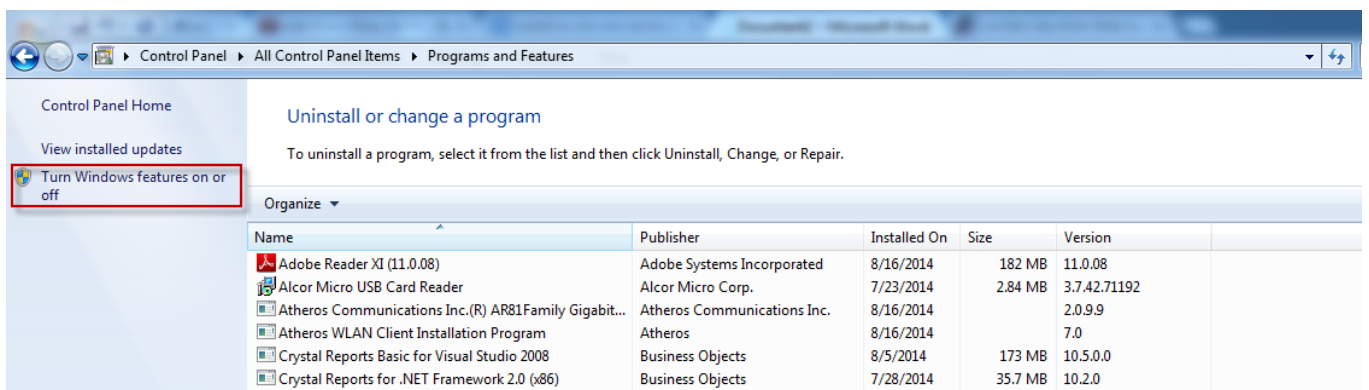 Control Panel ▸ All Control Panel Items ▸ Programs and Features
Control Panel Home
View installed updates
Turn Windows features on or
off
Uninstall or change a program
To uninstall a program, select it from the list and then click Uninstall, Change, or Repair.
Organize
Name Publisher Installed On Size Version
Adobe Reader XI (11.0.08) Adobe Systems Incorporated 8/16/2014 182 MB 11.0.08
Alcor Micro USB Card Reader Alcor Micro Corp. 7/23/2014 2.84 MB 3.7.42.71192
Atheros Communications Inc.(R) AR81Family Gigabit... Atheros Communications Inc. 8/16/2014 2.0.9.9
Atheros WLAN Client Installation Program Atheros 8/16/2014 7.0
Crystal Reports Basic for Visual Studio 2008 Business Objects 8/5/2014 173 MB 10.5.0.0
Crystal Reports for .NET Framework 2.0 (x86) Business Objects 7/28/2014 35.7 MB 10.2.0